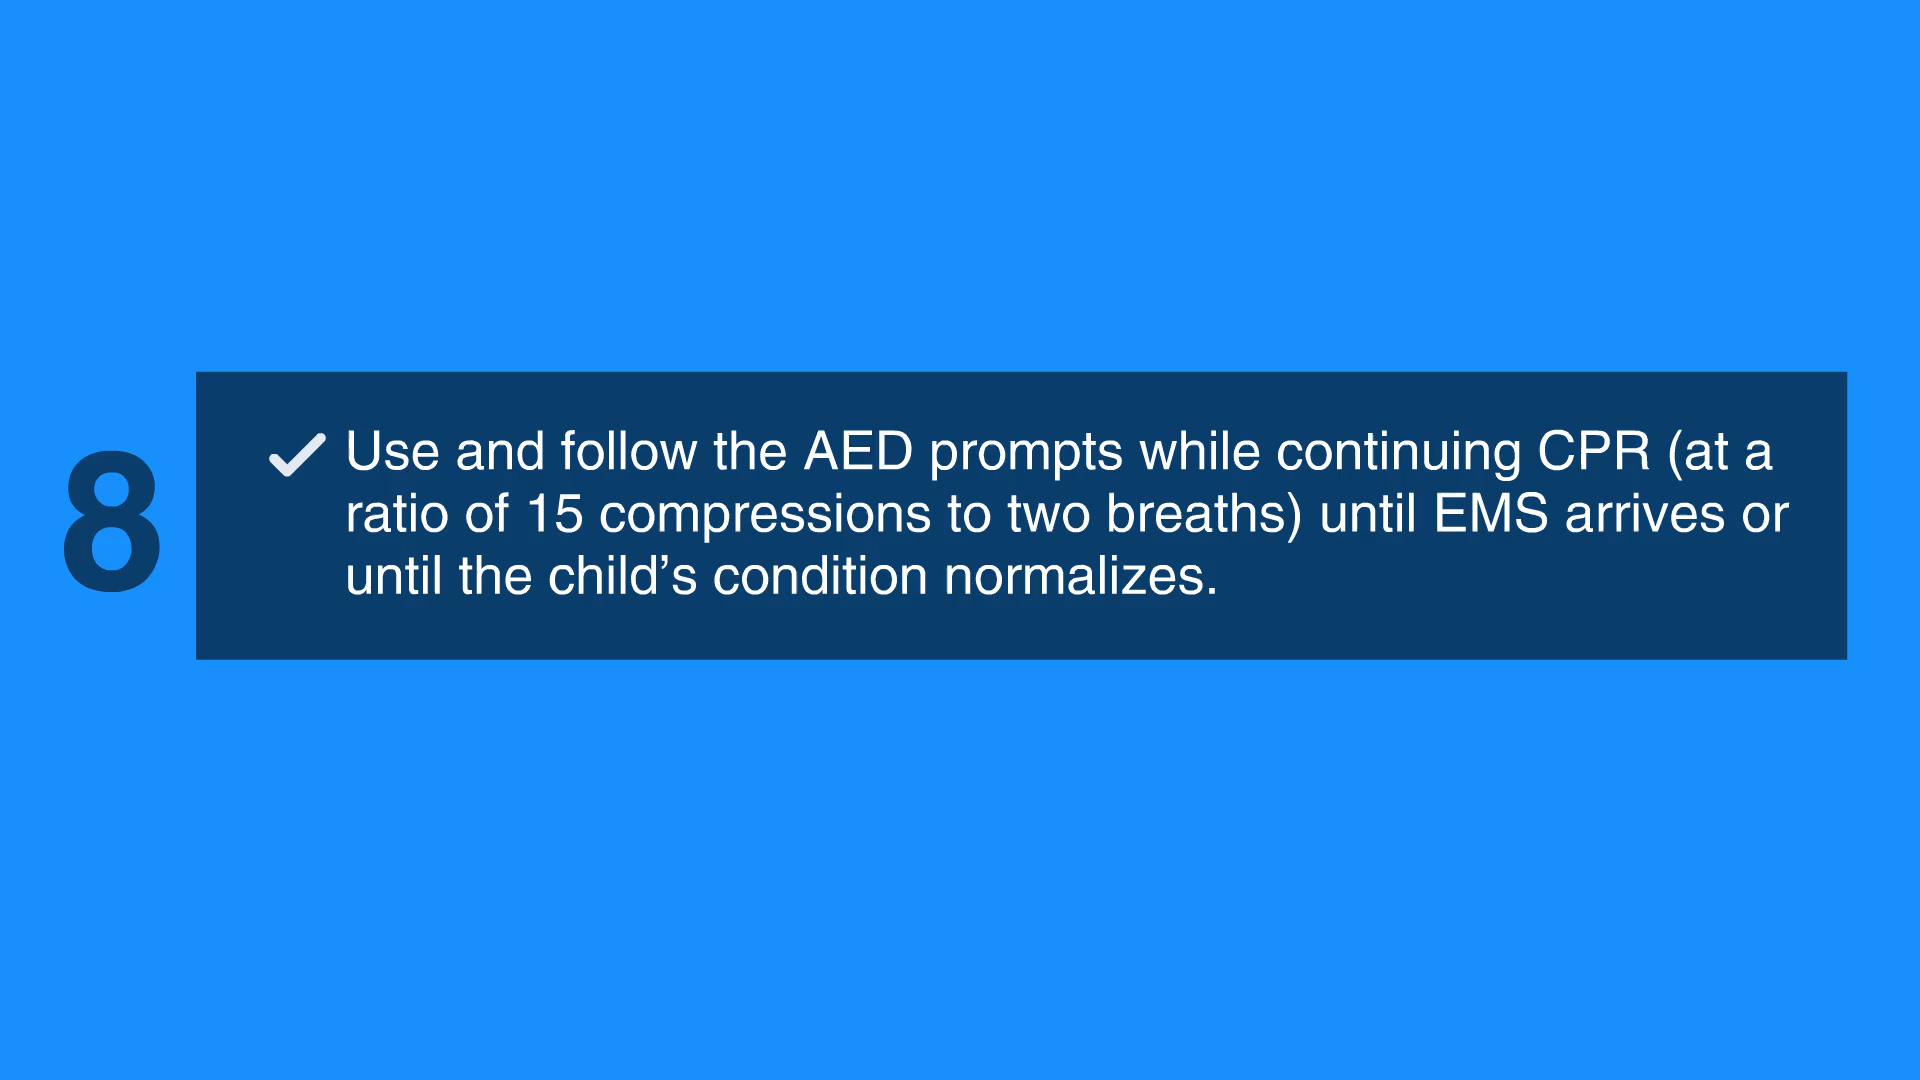 8
Use and follow the AED prompts while continuing CPR (at a
ratio of 15 compressions to two breaths) until EMS arrives or
until the child’s condition normalizes.